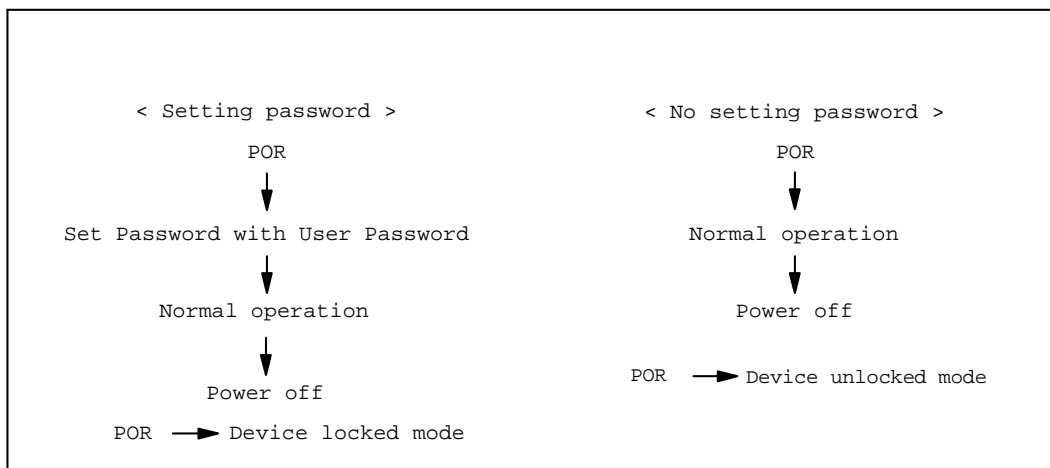 < Setting password >
POR
Set Password with User Password
Normal operation
Power off
POR Device locked mode
< No setting password >
POR
Normal operation
Power off
POR Device unlocked mode